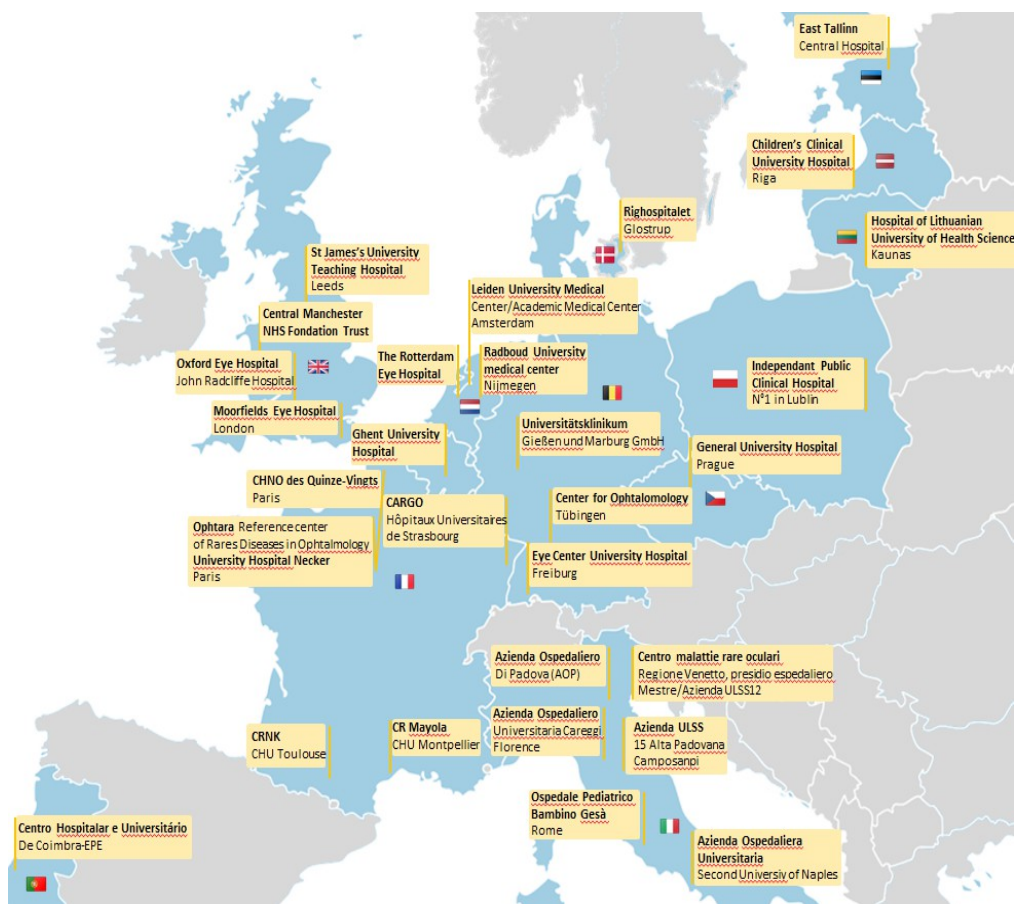 East Tallinn
Central Hospital
Children's Clinical
University Hospital
Riga
Hospital of Lithuanian
University of Health Science
Kaunas
Righospitalet
Glostrup
St James's University
Teaching Hospital
Leeds
Leiden University Medical
Center/Academic Medical Center
Amsterdam
Central Manchester
NHS Fondation Trust
The Rotterdam
Eye Hospital
Radboud University
medical center
Nijmegen
Oxford Eye Hospital
John Radcliffe Hospital
Independant Public
Clinical Hospital
N°1 in Lublin
Moorfields Eye Hospital
London
Universitätsklinikum
Gießen und Marburg GmbH
Ghent University
Hospital
General University Hospital
Prague
CHNO des Quinze-Vingts
Paris
CARGO
Hôpitaux Universitaires
de Strasbourg
Center for Ophtalomology
Tübingen
Ophtara Reference center
of Rares Diseases in Ophtalmology
University Hospital Necker
Paris
Eye Center University Hospital
Freiburg
Azienda Ospedaliero
Di Padova (AOP)
Centro malattie rare oculari
Regione Venetto, presidio espedaliero
Mestre/Azienda ULSS12
Azienda Ospedaliero
Universitaria Careggi
Florence
Azienda ULSS
15 Alta Padovana
Camposanpi
CRNK
CHU Toulouse
CR Mayola
CHU Montpellier
Ospedale Pediatrico
Bambino Gesà
Rome
Centro Hospitalar e Universitário
De Coimbra-EPE
Azienda Ospedaliera
Universitaria
Second Universiv of Naples